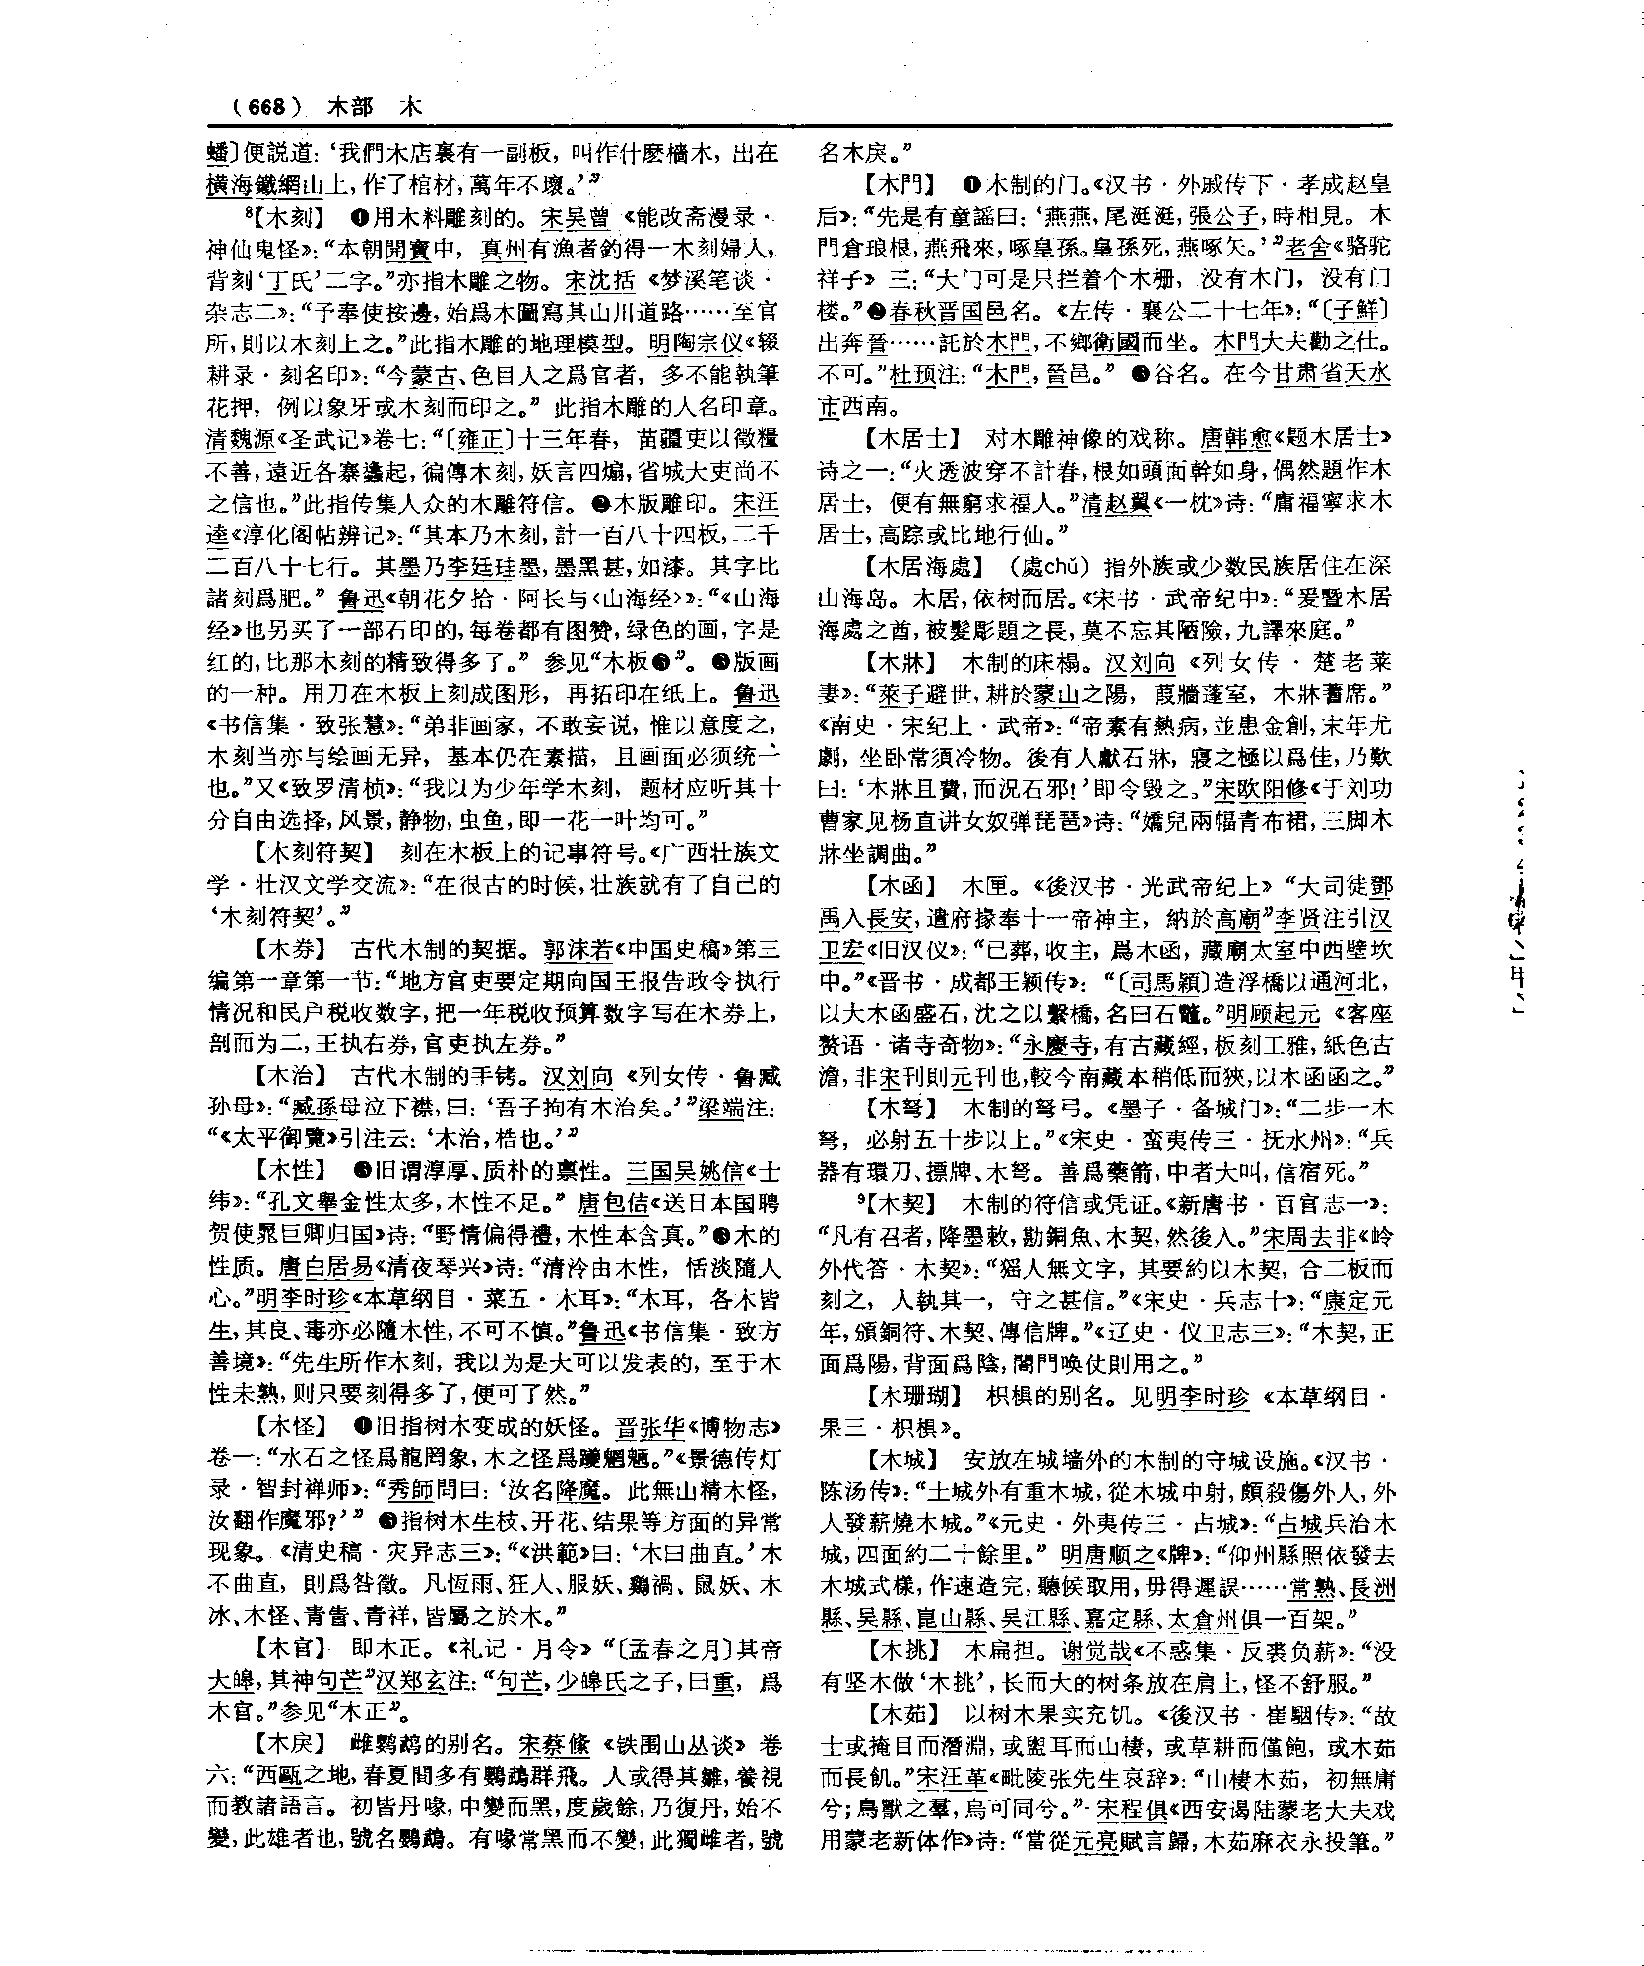 （668） 木部 木
蟠〕便説道：‘我們木店裏有一副板，叫作什麽檣木，出在
横海鐵網山上，作了棺材，萬年不壞。’”
⁸【木刻】 ❶用木料雕刻的。宋吴曾《能改斋漫录·
神仙鬼怪》：“本朝開寶中，真州有漁者釣得一木刻婦人，
背刻‘丁氏’二字。”亦指木雕之物。宋沈括《梦溪笔谈·
杂志二》：“予奉使按邊，始爲木圖寫其山川道路……至官
所，則以木刻上之。”此指木雕的地理模型。明陶宗仪《辍
耕录·刻名印》：“今蒙古、色目人之爲官者，多不能執筆
花押，例以象牙或木刻而印之。”此指木雕的人名印章。
清魏源《圣武记》卷七：“〔雍正〕十三年春，苗疆吏以徵糧
不善，遠近各寨蠭起，徧傳木刻，妖言四煽，省城大吏尚不
之信也。”此指传集人众的木雕符信。❷木版雕印。宋汪
逵《淳化阁帖辨记》：“其本乃木刻，計一百八十四板，二千
二百八十七行。其墨乃李廷珪墨，墨黑甚，如漆。其字比
諸刻爲肥。”鲁迅《朝花夕拾·阿长与〈山海经〉》：“《山海
经》也另买了一部石印的，每卷都有图赞，绿色的画，字是
红的，比那木刻的精致得多了。”参见“木板❸”。❸版画
的一种。用刀在木板上刻成图形，再拓印在纸上。鲁迅
《书信集·致张慧》：“弟非画家，不敢妄说，惟以意度之，
木刻当亦与绘画无异，基本仍在素描，且画面必须统一
也。”又《致罗清桢》：“我以为少年学木刻，题材应听其十
分自由选择，风景，静物，虫鱼，即一花一叶均可。”
【木刻符契】 刻在木板上的记事符号。《广西壮族文
学·壮汉文学交流》：“在很古的时候，壮族就有了自己的
‘木刻符契’。”
【木券】 古代木制的契据。郭沫若《中国史稿》第三
编第一章第一节：“地方官吏要定期向国王报告政令执行
情况和民户税收数字，把一年税收预算数字写在木券上，
剖而为二，王执右券，官吏执左券。”
【木治】 古代木制的手铐。汉刘向《列女传·鲁臧
孙母》：“臧孫母泣下襟，曰：‘吾子拘有木治矣。’”梁端注：
“《太平御覽》引注云：‘木治，梏也。’”
【木性】 ❶旧谓淳厚、质朴的禀性。三国吴姚信《士
纬》：“孔文舉金性太多，木性不足。”唐包佶《送日本国聘
贺使晁巨卿归国》诗：“野情偏得禮，木性本含真。”❷木的
性质。唐白居易《清夜琴兴》诗：“清泠由木性，恬淡隨人
心。”明李时珍《本草纲目·菜五·木耳》：“木耳，各木皆
生，其良、毒亦必隨木性，不可不慎。”鲁迅《书信集·致方
善境》：“先生所作木刻，我以为是大可以发表的，至于木
性未熟，则只要刻得多了，便可了然。”
【木怪】 ❶旧指树木变成的妖怪。晋张华《博物志》
卷一：“水石之怪爲龍罔象，木之怪爲躨魍魎。”《景德传灯
录·智封禅师》：“秀師問曰：‘汝名降魔。此無山精木怪，
汝翻作魔邪？’” ❷指树木生枝、开花、结果等方面的异常
现象。《清史稿·灾异志三》：“《洪範》曰：‘木曰曲直。’木
不曲直，則爲咎徵。凡恆雨、狂人、服妖、鷄禍、鼠妖、木
冰、木怪、青眚、青祥，皆屬之於木。”
【木官】 即木正。《礼记·月令》“〔孟春之月〕其帝
大皞，其神句芒”汉郑玄注：“句芒，少皞氏之子，曰重，爲
木官。”参见“木正”。
【木戾】 雌鹦鹉的别名。宋蔡絛《铁围山丛谈》卷
六：“西甌之地，春夏間多有鸚鵡群飛。人或得其雛，養視
而教諸語言。初皆丹喙，中變而黑，度歲餘，乃復丹，始不
變，此雄者也，號名鸚鵡。有喙常黑而不變，此獨雌者，號
名木戾。”
【木門】 ❶木制的门。《汉书·外戚传下·孝成赵皇
后》：“先是有童謡曰：‘燕燕，尾涎涎，張公子，時相見。木
門倉琅根，燕飛來，啄皇孫。皇孫死，燕啄矢。’”老舍《骆驼
祥子》三：“大门可是只拦着个木栅，没有木门，没有门
楼。”❷春秋晋国邑名。《左传·襄公二十七年》：“〔子鮮〕
出奔晉……託於木門，不鄉衛國而坐。木門大夫勸之仕。
不可。”杜预注：“木門，晉邑。” ❸谷名。在今甘肃省天水
市西南。
【木居士】 对木雕神像的戏称。唐韩愈《题木居士》
诗之一：“火透波穿不計春，根如頭面幹如身，偶然題作木
居士，便有無窮求福人。”清赵翼《一枕》诗：“庸福寧求木
居士，高踪或比地行仙。”
【木居海處】（處chǔ）指外族或少数民族居住在深
山海岛。木居，依树而居。《宋书·武帝纪中》：“爰暨木居
海處之酋，被髮彫題之長，莫不忘其陋險，九譯來庭。”
【木牀】 木制的床榻。汉刘向《列女传·楚老莱
妻》：“萊子避世，耕於蒙山之陽，葭牆蓬室，木牀蓍席。”
《南史·宋纪上·武帝》：“帝素有熱病，並患金創，末年尤
劇，坐卧常須冷物。後有人獻石牀，寢之極以爲佳，乃歎
曰：‘木牀且費，而況石邪！’即令毁之。”宋欧阳修《于刘功
曹家见杨直讲女奴弹琵琶》诗：“嬌兒兩幅青布裙，三脚木
牀坐調曲。”
【木函】 木匣。《後汉书·光武帝纪上》“大司徒鄧
禹入長安，遣府掾奉十一帝神主，納於高廟”李贤注引汉
卫宏《旧汉仪》：“已葬，收主，爲木函，藏廟太室中西壁坎
中。”《晋书·成都王颖传》：“〔司馬穎〕造浮橋以通河北，
以大木函盛石，沈之以繫橋，名曰石鼈。”明顾起元《客座
赘语·诸寺奇物》：“永慶寺，有古藏經，板刻工雅，紙色古
澹，非宋刊則元刊也，較今南藏本稍低而狹，以木函函之。”
【木弩】 木制的弩弓。《墨子·备城门》：“二步一木
弩，必射五十步以上。”《宋史·蛮夷传三·抚水州》：“兵
器有環刀、摽牌、木弩。善爲藥箭，中者大叫，信宿死。”
⁹【木契】 木制的符信或凭证。《新唐书·百官志一》：
“凡有召者，降墨敕，勘銅魚、木契，然後入。”宋周去非《岭
外代答·木契》：“猺人無文字，其要約以木契，合二板而
刻之，人執其一，守之甚信。”《宋史·兵志十》：“康定元
年，頒銅符、木契、傳信牌。”《辽史·仪卫志三》：“木契，正
面爲陽，背面爲陰，閤門唤仗則用之。”
【木珊瑚】 枳椇的别名。见明李时珍《本草纲目·
果三·枳椇》。
【木城】 安放在城墙外的木制的守城设施。《汉书·
陈汤传》：“土城外有重木城，從木城中射，頗殺傷外人，外
人發薪燒木城。”《元史·外夷传三·占城》：“占城兵治木
城，四面約二十餘里。”明唐顺之《牌》：“仰州縣照依發去
木城式樣，作速造完，聽候取用，毋得遲誤……常熟、長洲
縣、吴縣、崑山縣、吴江縣、嘉定縣、太倉州俱一百架。”
【木挑】 木扁担。谢觉哉《不惑集·反裘负薪》：“没
有坚木做‘木挑’，长而大的树条放在肩上，怪不舒服。”
【木茹】 以树木果实充饥。《後汉书·崔駰传》：“故
士或掩目而潛淵，或盥耳而山棲，或草耕而僅飽，或木茹
而長飢。”宋汪革《毗陵张先生哀辞》：“山棲木茹，初無庸
兮；鳥獸之羣，烏可同兮。”宋程俱《西安谒陆蒙老大夫戏
用蒙老新体作》诗：“當從元亮賦言歸，木茹麻衣永投筆。”